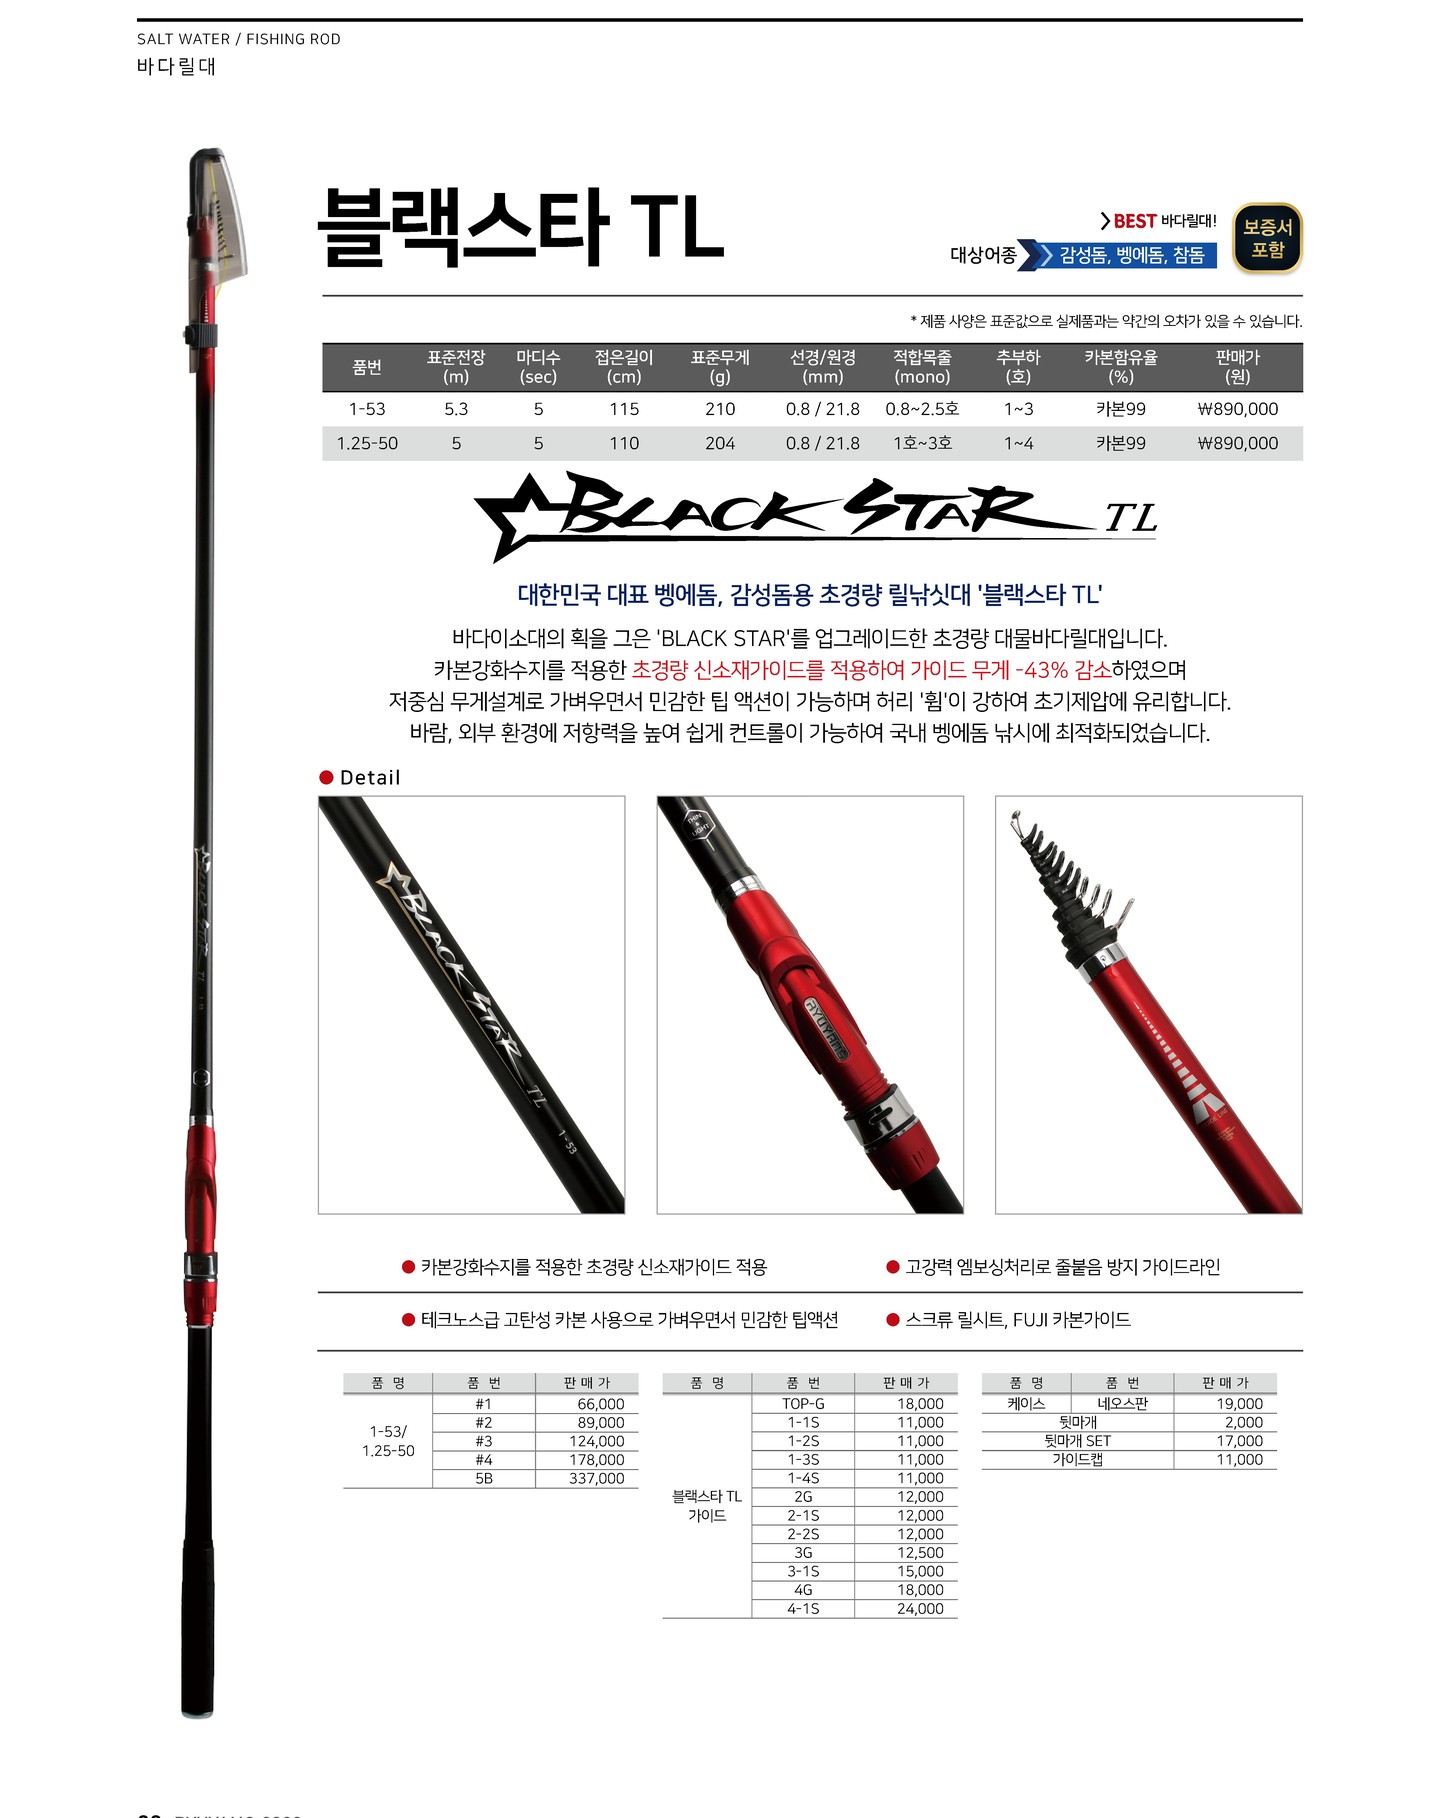 SALT WATER / FISHING ROD
바다릴대
블랙스타 TL
BEST 바다릴대!
대상어종 감성돔, 벵에돔, 참돔
보증서
포함
* 제품 사양은 표준값으로 실제품과는 약간의 오차가 있을 수 있습니다.
품번 표준전장 (m) 마디수 (sec) 접은길이 (cm) 표준무게 (g) 선경/원경 (mm) 적합목줄 (mono) 추부하 (호) 카본함유율 (%) 판매가 (원)
1-53 5.3 5 115 210 0.8 / 21.8 0.8~2.5호 1~3 카본99 ₩890,000
1.25-50 5 5 110 204 0.8 / 21.8 1호~3호 1~4 카본99 ₩890,000
BLACK STAR TL
대한민국 대표 벵에돔, 감성돔용 초경량 릴낚싯대 '블랙스타 TL'
바다이소대의 획을 그은 'BLACK STAR'를 업그레이드한 초경량 대물바다릴대입니다.
카본강화수지를 적용한 초경량 신소재가이드를 적용하여 가이드 무게 -43% 감소하였으며
저중심 무게설계로 가벼우면서 민감한 팁 액션이 가능하며 허리 '휨'이 강하여 초기제압에 유리합니다.
바람, 외부 환경에 저항력을 높여 쉽게 컨트롤이 가능하여 국내 벵에돔 낚시에 최적화되었습니다.
Detail
BLACK STAR TL 1-53
THIN & LIGHT
RYUYANG
카본강화수지를 적용한 초경량 신소재가이드 적용
고강력 엠보싱처리로 줄붙음 방지 가이드라인
테크노스급 고탄성 카본 사용으로 가벼우면서 민감한 팁액션
스크류 릴시트, FUJI 카본가이드
품 명 품 번 판 매 가
1-53/
1.25-50
#1 66,000
#2 89,000
#3 124,000
#4 178,000
5B 337,000
품 명 품 번 판 매 가
블랙스타 TL
가이드
TOP-G 18,000
1-1S 11,000
1-2S 11,000
1-3S 11,000
1-4S 11,000
2G 12,000
2-1S 12,000
2-2S 12,000
3G 12,500
3-1S 15,000
4G 18,000
4-1S 24,000
품 명 품 번 판 매 가
케이스 네오스판 19,000
뒷마개 2,000
뒷마개 SET 17,000
가이드캡 11,000